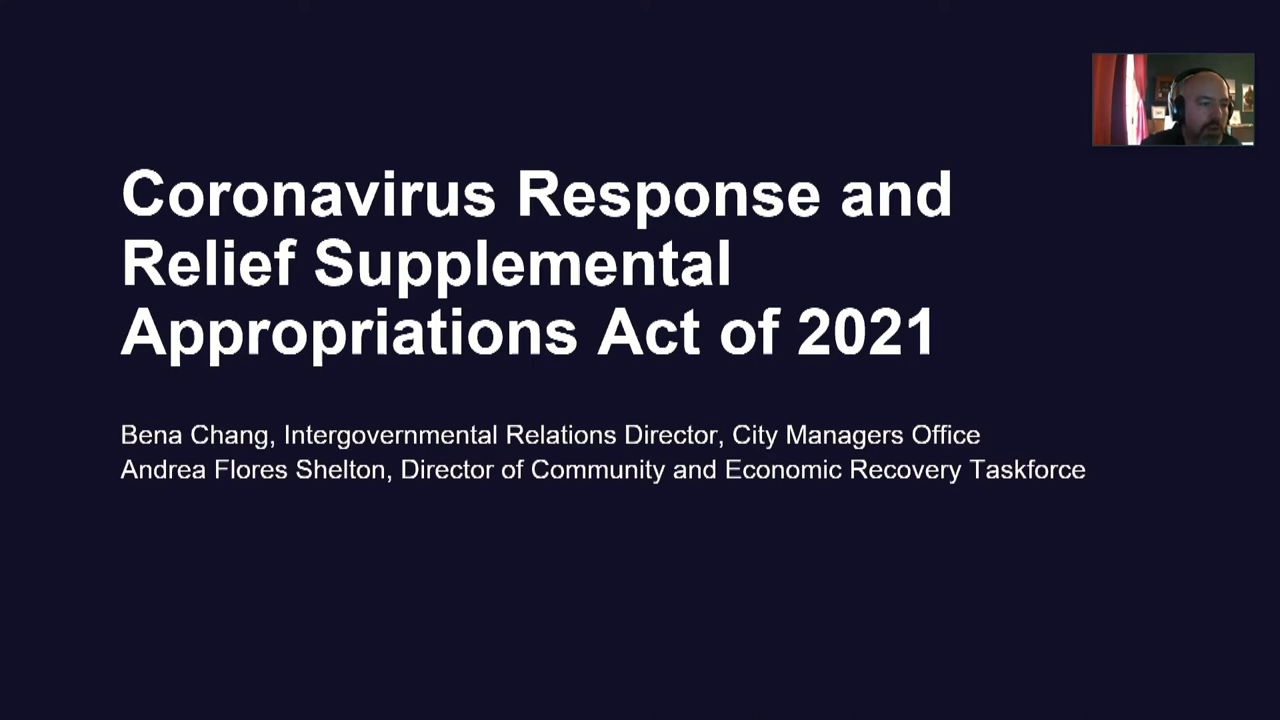 Coronavirus Response and
Relief Supplemental
Appropriations Act of 2021
Bena Chang, Intergovernmental Relations Director, City Managers Office
Andrea Flores Shelton, Director of Community and Economic Recovery Taskforce